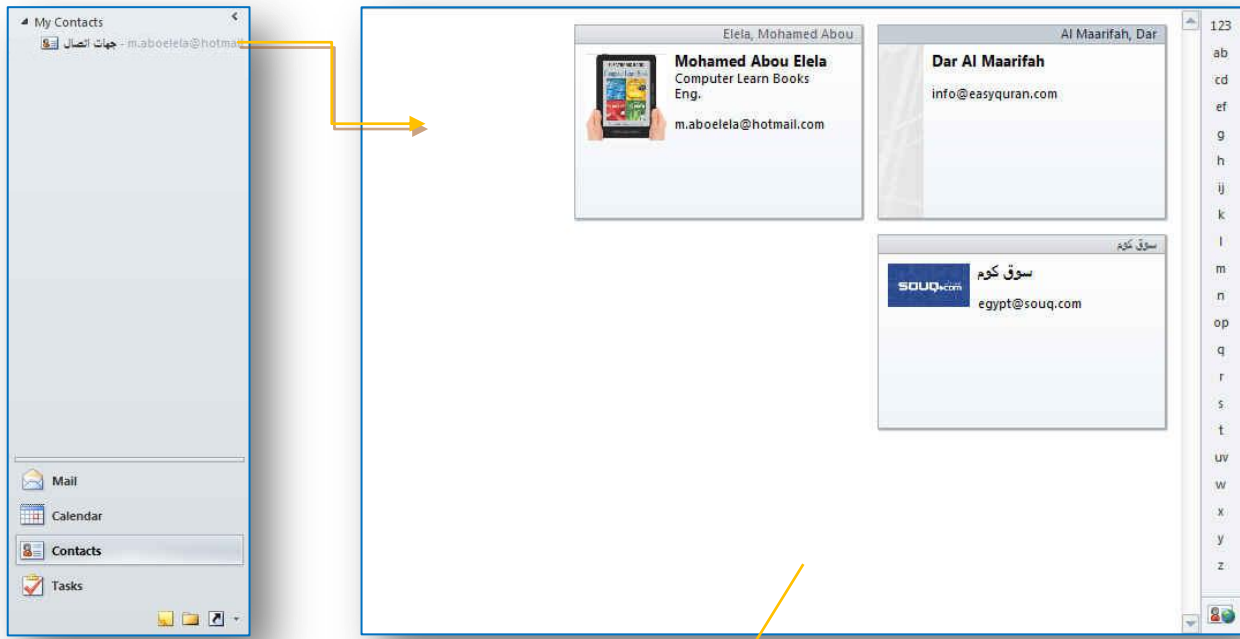 My Contacts
جهات اتصال - m.aboelela@hotmail
Mail
Calendar
Contacts
Tasks
Elela, Mohamed Abou
Mohamed Abou Elela
Computer Learn Books
Eng.
m.aboelela@hotmail.com
Al Maarifah, Dar
Dar Al Maarifah
info@easyquran.com
سوق كوم
SOUQ.com
سوق كوم
egypt@souq.com
123
ab
cd
ef
g
h
ij
k
l
m
n
op
q
r
s
t
uv
w
x
y
z